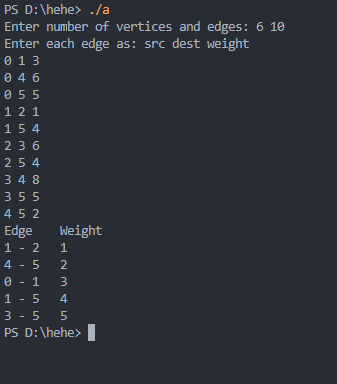 PS D:\hehe> ./a
Enter number of vertices and edges: 6 10
Enter each edge as: src dest weight
0 1 3
0 4 6
0 5 5
1 2 1
1 5 4
2 3 6
2 5 4
3 4 8
3 5 5
4 5 2
Edge    Weight
1 - 2   1
4 - 5   2
0 - 1   3
1 - 5   4
3 - 5   5
PS D:\hehe>